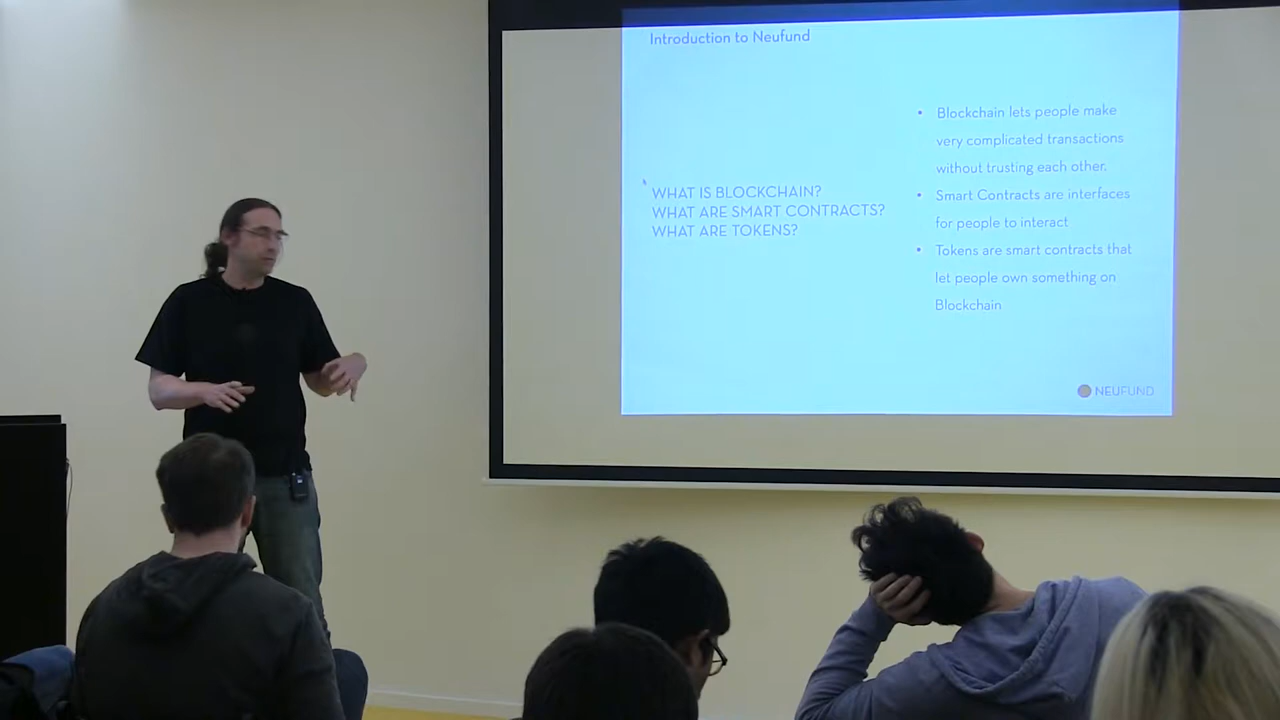 Introduction to Neufund
WHAT IS BLOCKCHAIN?
WHAT ARE SMART CONTRACTS?
WHAT ARE TOKENS?
• Blockchain lets people make
very complicated transactions
without trusting each other.
• Smart Contracts are interfaces
for people to interact
• Tokens are smart contracts that
let people own something on
Blockchain
NEUFUND